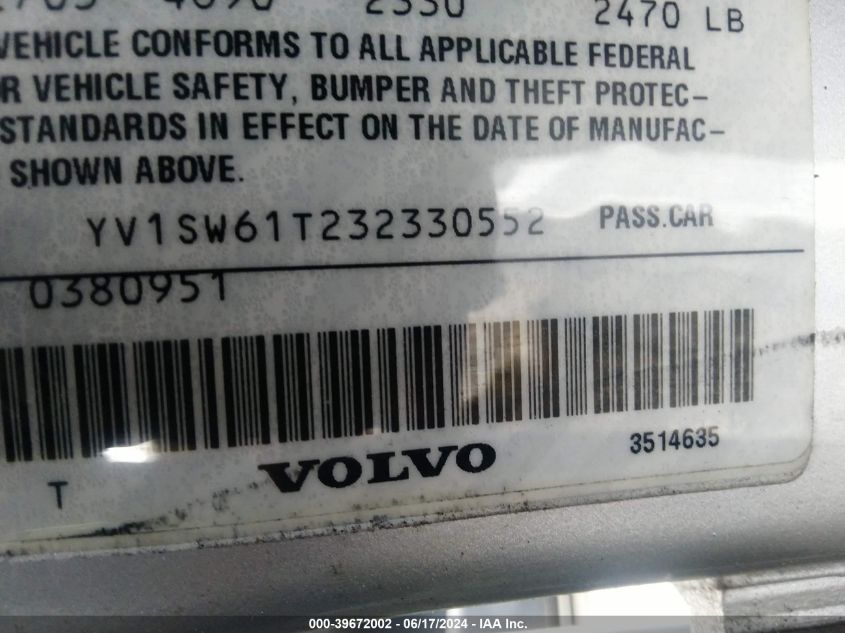 2330 2470 LB
VEHICLE CONFORMS TO ALL APPLICABLE FEDERAL
R VEHICLE SAFETY, BUMPER AND THEFT PROTEC–
STANDARDS IN EFFECT ON THE DATE OF MANUFAC–
SHOWN ABOVE.
YV1SW61T232330552 PASS.CAR
0380951
T VOLVO 3514635
000-39672002 - 06/17/2024 - IAA Inc.